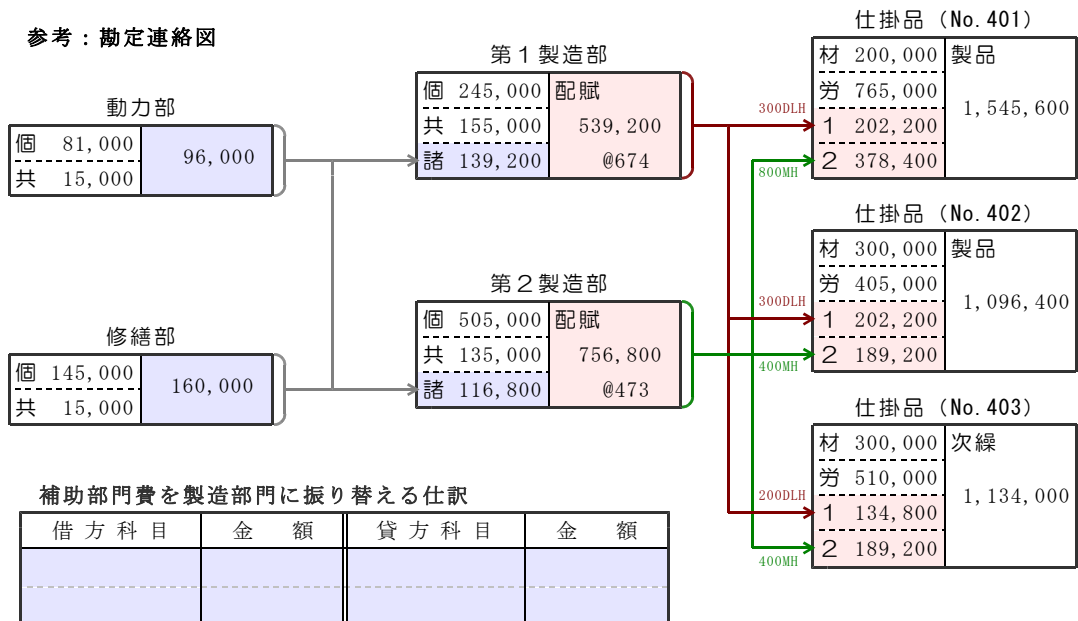 参考：勘定連絡図
動力部
個 81,000
共 15,000
96,000
修繕部
個 145,000
共 15,000
160,000
第１製造部
個 245,000
共 155,000
諸 139,200
配賦
539,200
@674
第２製造部
個 505,000
共 135,000
諸 116,800
配賦
756,800
@473
300DLH
800MH
300DLH
400MH
200DLH
400MH
仕掛品（No.401）
材 200,000
労 765,000
１ 202,200
２ 378,400
製品
1,545,600
仕掛品（No.402）
材 300,000
労 405,000
１ 202,200
２ 189,200
製品
1,096,400
仕掛品（No.403）
材 300,000
労 510,000
１ 134,800
２ 189,200
次繰
1,134,000
補助部門費を製造部門に振り替える仕訳
借方科目 金額 貸方科目 金額